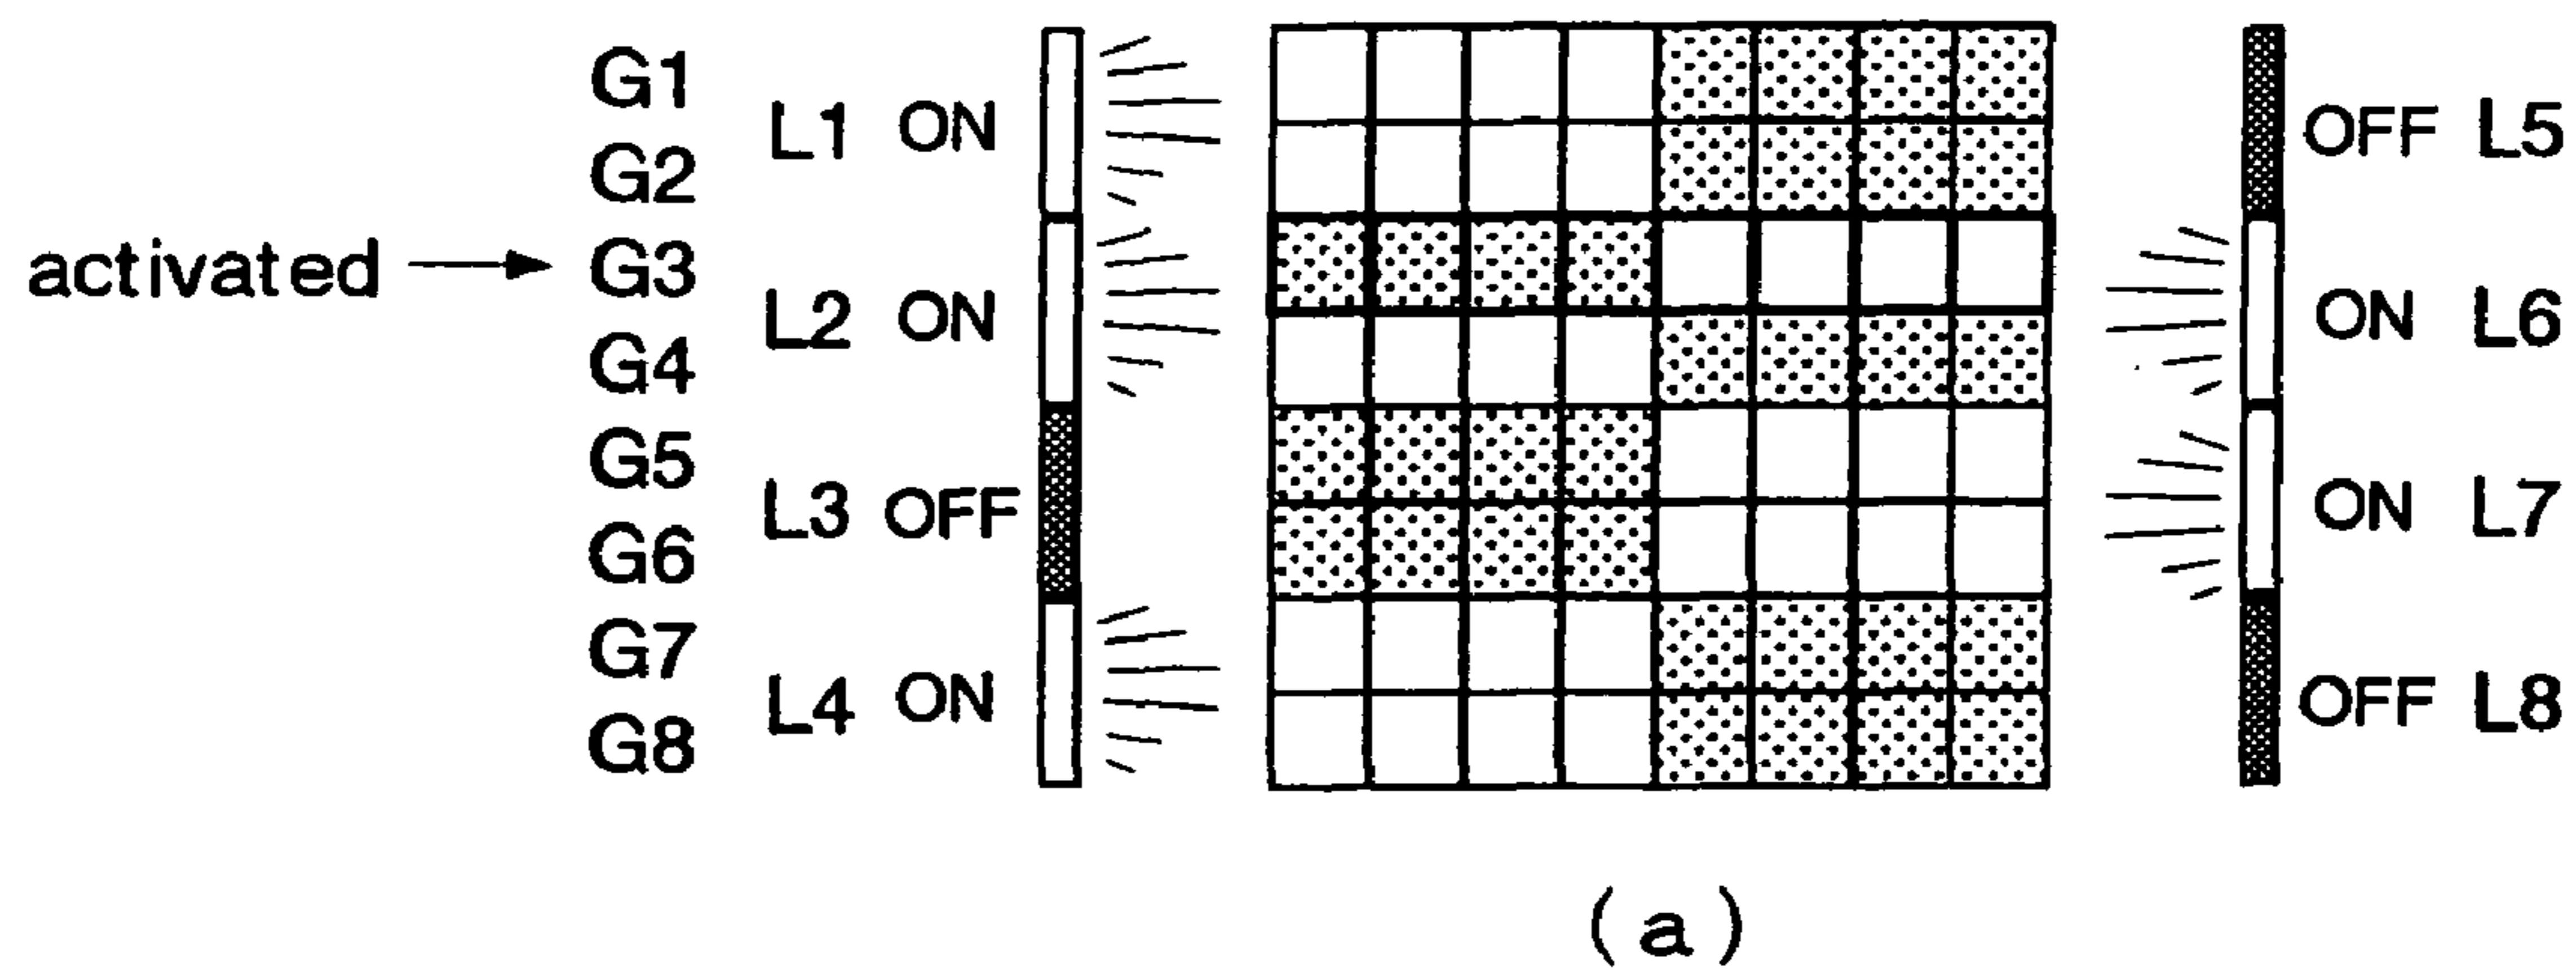 G1
L1 ON
OFF L5
G2
activated
G3
L2 ON
ON L6
G4
G5
L3 OFF
ON L7
G6
G7
L4 ON
OFF L8
G8
(a)